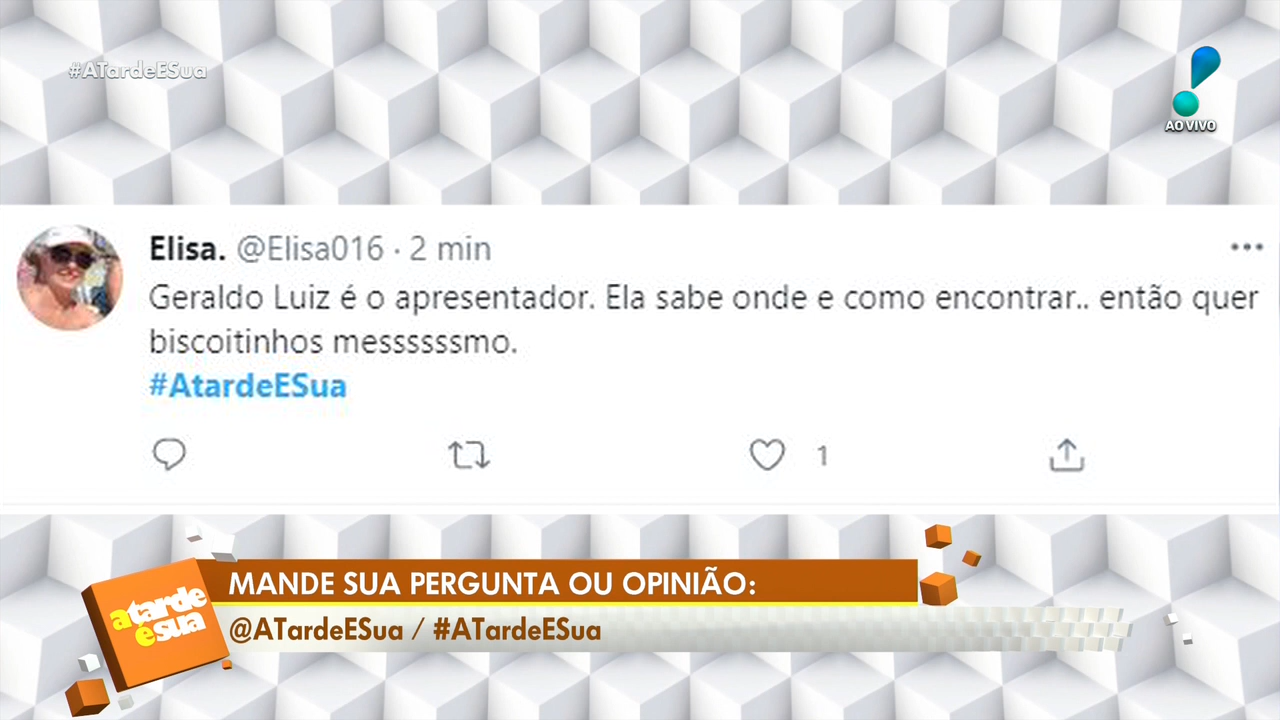 #ATardeESua
AO VIVO
Elisa. @Elisa016 · 2 min
Geraldo Luiz é o apresentador. Ela sabe onde e como encontrar.. então quer
biscoitinhos messsssssmo.
#AtardeESua
1
MANDE SUA PERGUNTA OU OPINIÃO:
a tarde
é sua
@ATardeESua / #ATardeESua